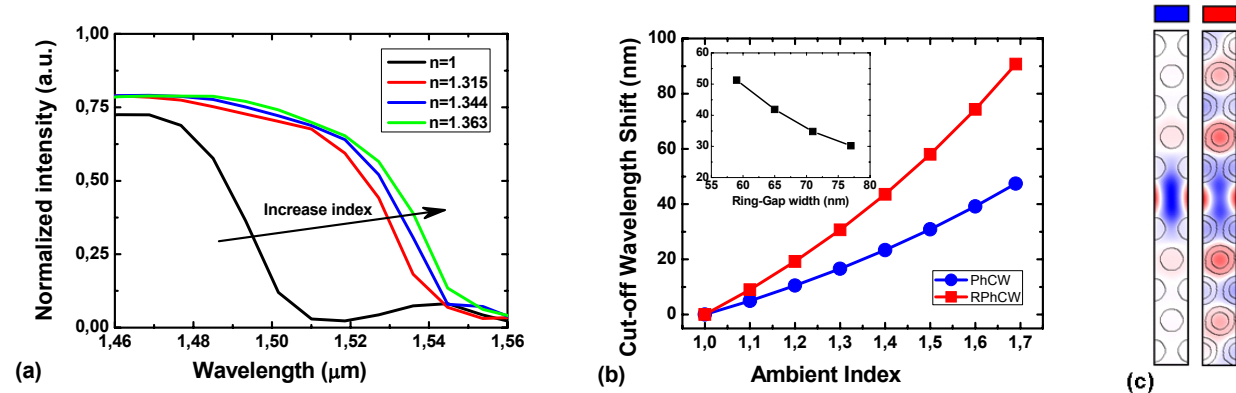 1,00
0,75
0,50
0,25
0,00
Normalized intensity (a.u.)
n=1
n=1.315
n=1.344
n=1.363
Increase index
1,46 1,48 1,50 1,52 1,54 1,56
Wavelength (μm)
(a)
100
80
60
40
20
0
Cut-off Wavelength Shift (nm)
60
50
40
30
20
55 60 65 70 75 80
Ring-Gap width (nm)
PhCW
RPhCW
1,0 1,1 1,2 1,3 1,4 1,5 1,6 1,7
Ambient Index
(b)
(c)